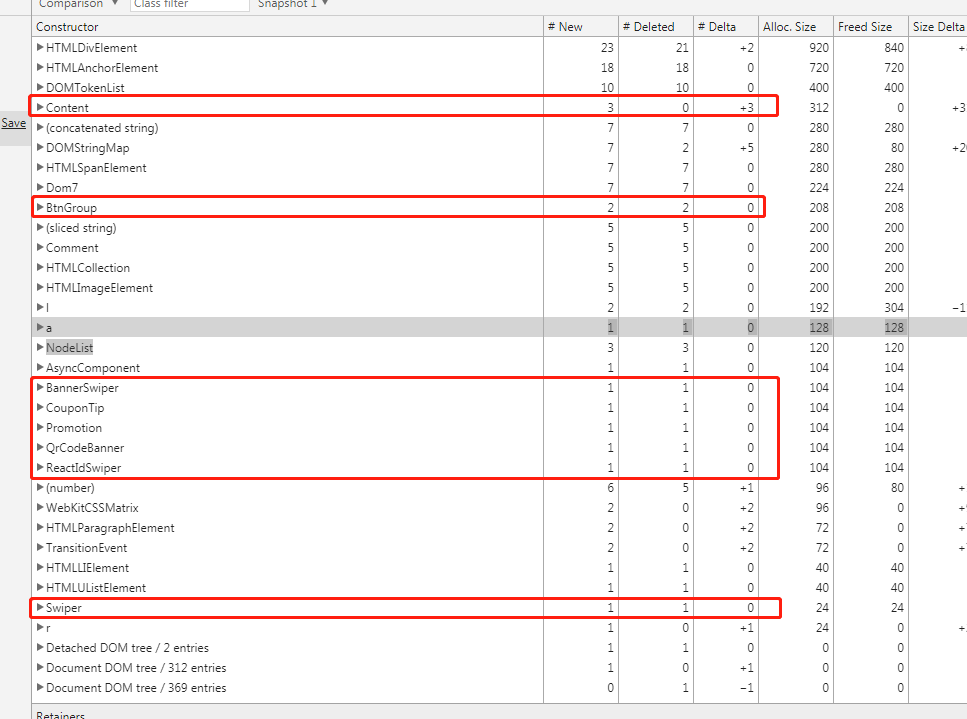 Comparison ▼ Class filter Snapshot 1 ▼
Constructor # New # Deleted # Delta Alloc. Size Freed Size Size Delta
HTMLDivElement 23 21 +2 920 840
HTMLAnchorElement 18 18 0 720 720
DOMTokenList 10 10 0 400 400
Content 3 0 +3 312 0 +3
Save
(concatenated string) 7 7 0 280 280
DOMStringMap 7 2 +5 280 80
HTMLSpanElement 7 7 0 280 280
Dom7 7 7 0 224 224
BtnGroup 2 2 0 208 208
(sliced string) 5 5 0 200 200
Comment 5 5 0 200 200
HTMLCollection 5 5 0 200 200
HTMLImageElement 5 5 0 200 200
l 2 2 0 192 304 −1
a 1 1 0 128 128
NodeList 3 3 0 120 120
AsyncComponent 1 1 0 104 104
BannerSwiper 1 1 0 104 104
CouponTip 1 1 0 104 104
Promotion 1 1 0 104 104
QrCodeBanner 1 1 0 104 104
ReactIdSwiper 1 1 0 104 104
(number) 6 5 +1 96 80 +
WebKitCSSMatrix 2 0 +2 96 0
HTMLParagraphElement 2 0 +2 72 0
TransitionEvent 2 0 +2 72 0
HTMLLIElement 1 1 0 40 40
HTMLUListElement 1 1 0 40 40
Swiper 1 1 0 24 24
r 1 0 +1 24 0 +
Detached DOM tree / 2 entries 1 1 0 0 0
Document DOM tree / 312 entries 1 0 +1 0 0
Document DOM tree / 369 entries 0 1 −1 0 0
Retainers